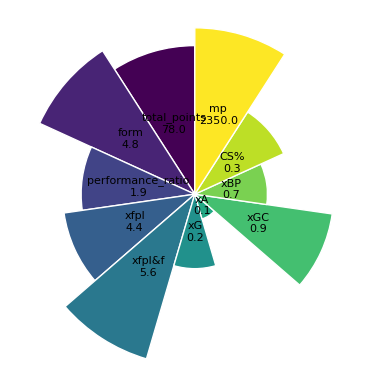 mp
2350.0
total_points
78.0
form
4.8
CS%
0.3
performance_ratio
1.9
xBP
0.7
xA
0.1
xfpl
4.4
xGC
0.9
xG
0.2
xfpl&f
5.6